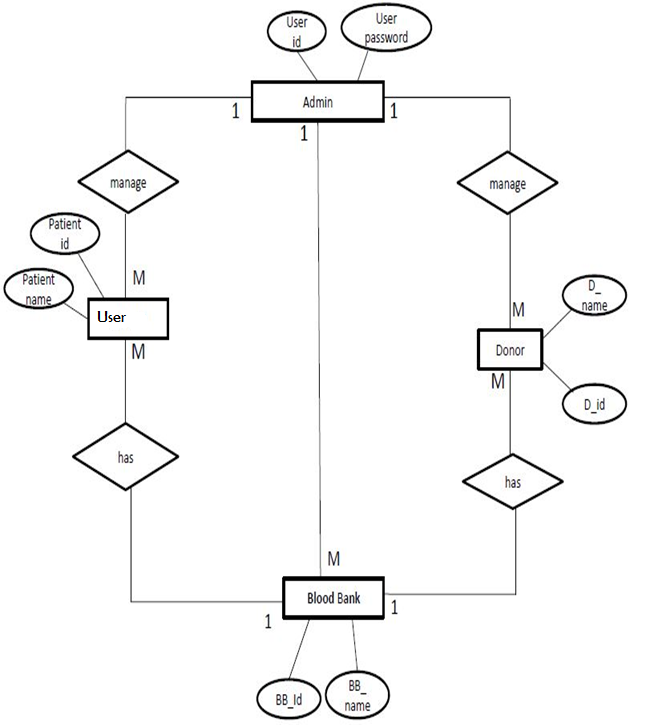 User
id
User
password
Admin
1
1
1
manage
manage
Patient
id
Patient
name
M
User
M
D_
name
M
Donor
M
D_id
has
has
M
Blood Bank
1
1
BB_Id
BB_
name